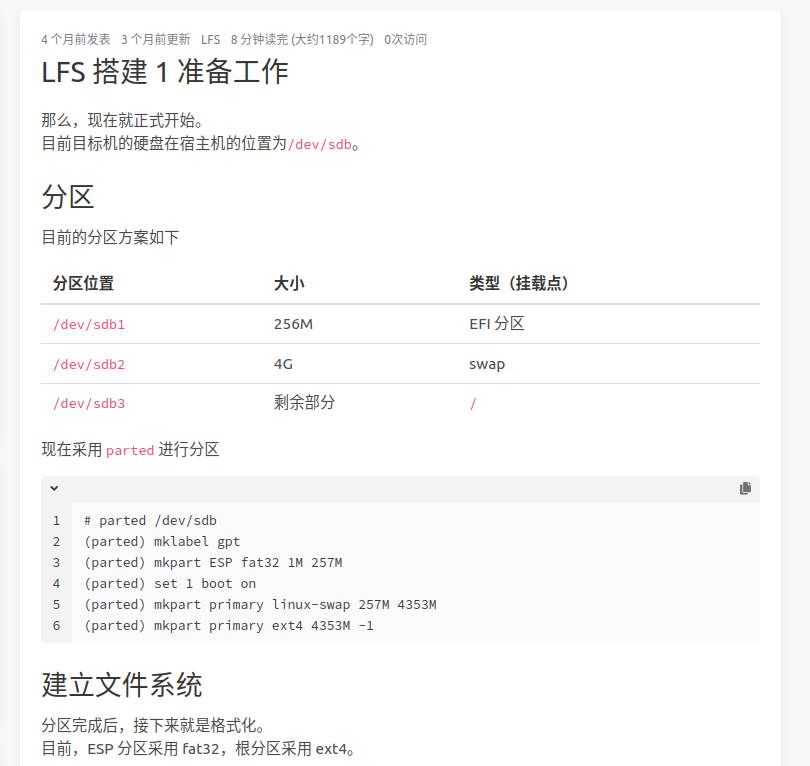 4 个月前发表 3 个月前更新 LFS 8 分钟读完 (大约1189个字) 0次访问
LFS 搭建 1 准备工作
那么，现在就正式开始。
目前目标机的硬盘在宿主机的位置为/dev/sdb。
分区
目前的分区方案如下
分区位置 大小 类型（挂载点）
/dev/sdb1 256M EFI 分区
/dev/sdb2 4G swap
/dev/sdb3 剩余部分 /
现在采用 parted 进行分区
1 # parted /dev/sdb
2 (parted) mklabel gpt
3 (parted) mkpart ESP fat32 1M 257M
4 (parted) set 1 boot on
5 (parted) mkpart primary linux-swap 257M 4353M
6 (parted) mkpart primary ext4 4353M -1
建立文件系统
分区完成后，接下来就是格式化。
目前，ESP 分区采用 fat32，根分区采用 ext4。